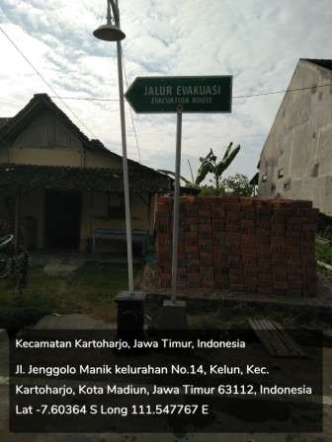 JALUR EVAKUASI
EVACUATION ROUTE
Kecamatan Kartoharjo, Jawa Timur, Indonesia
Jl. Jenggolo Manik kelurahan No.14, Kelun, Kec.
Kartoharjo, Kota Madiun, Jawa Timur 63112, Indonesia
Lat -7.60364 S Long 111.547767 E